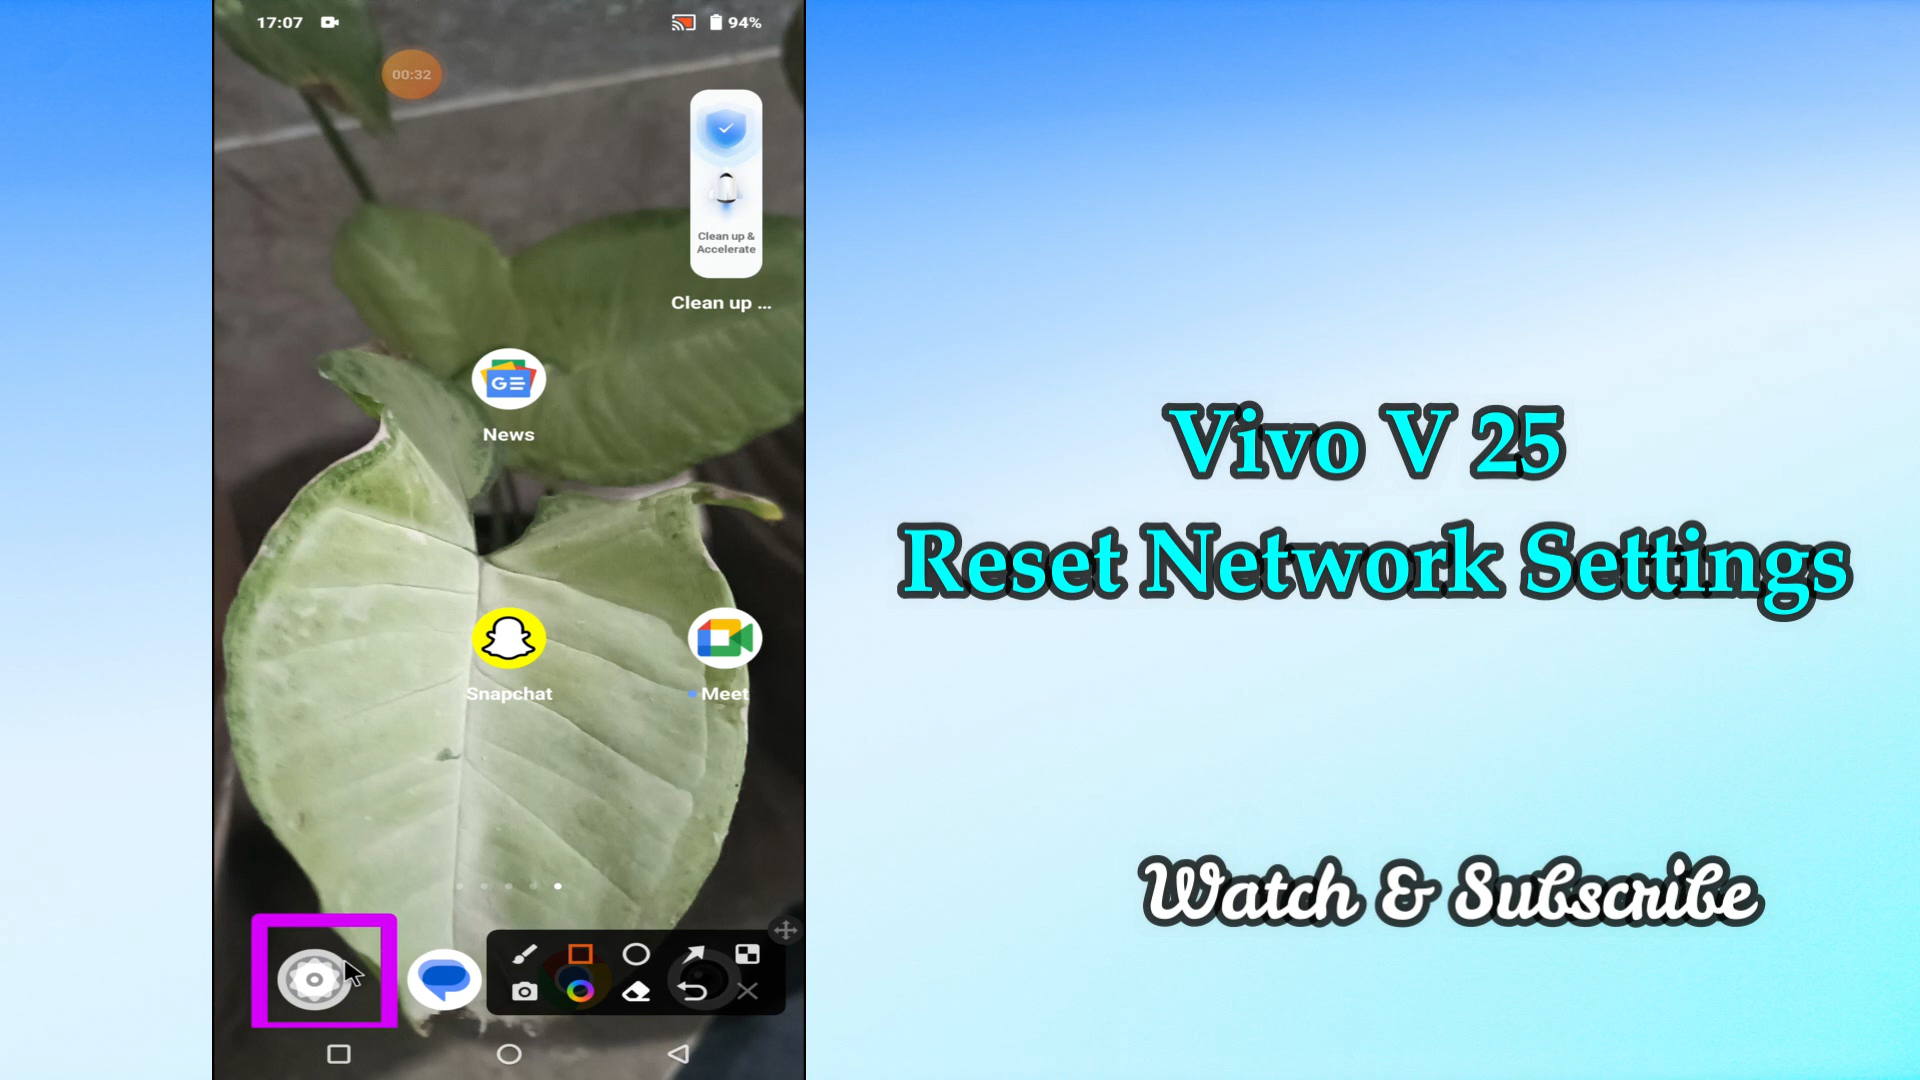 17:07
94%
00:32
Clean up &
Accelerate
Clean up ...
GE
News
Snapchat
Meet
Vivo V 25
Reset Network Settings
Watch & Subscribe